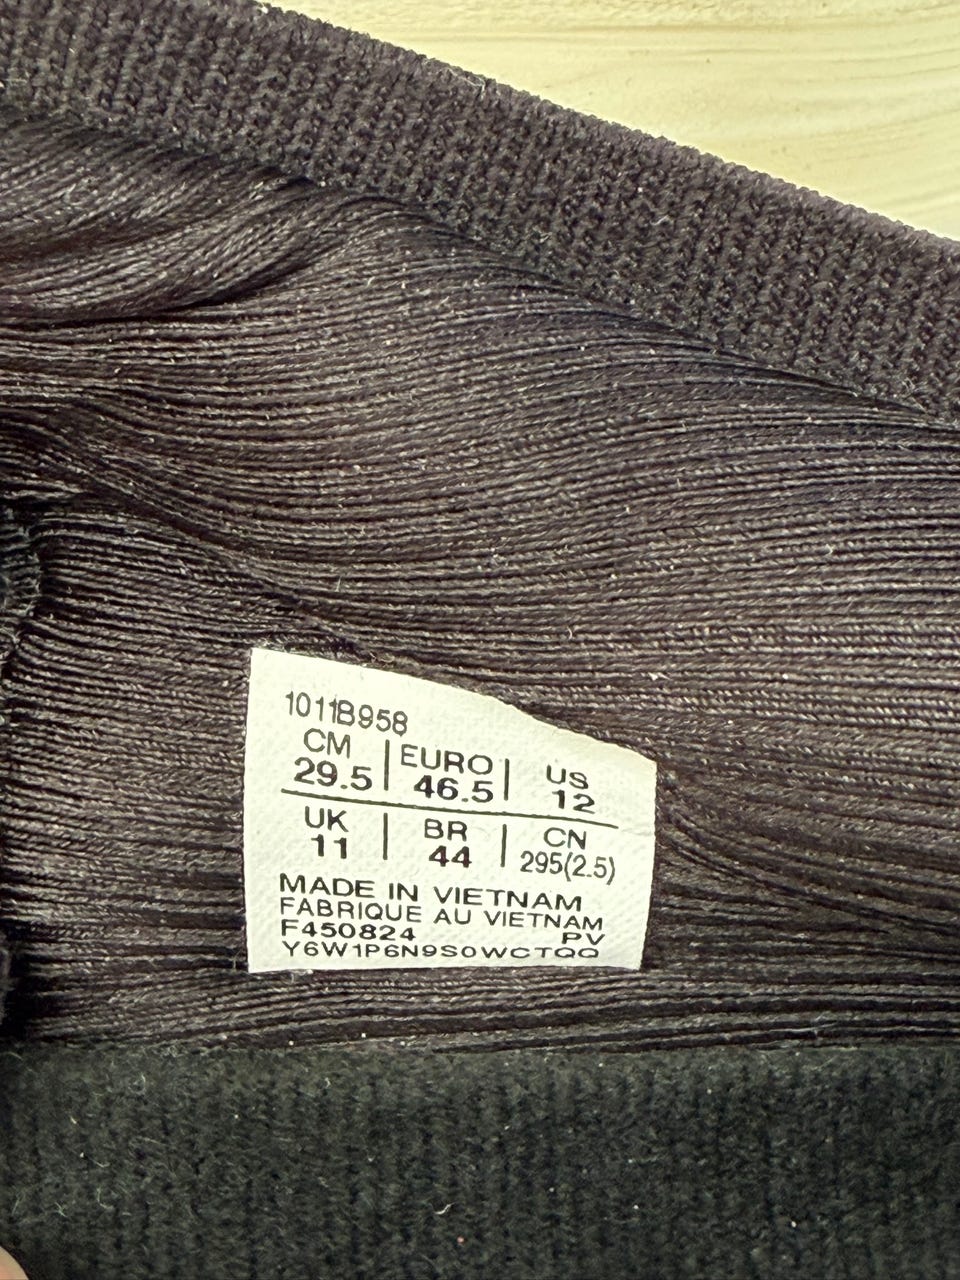 1011B958
CM | EURO | US
29.5 | 46.5 | 12
UK | BR | CN
11 | 44 | 295(2.5)
MADE IN VIETNAM
FABRIQUE AU VIETNAM
F450824 PV
Y6W1P6N9S0WCTQQ